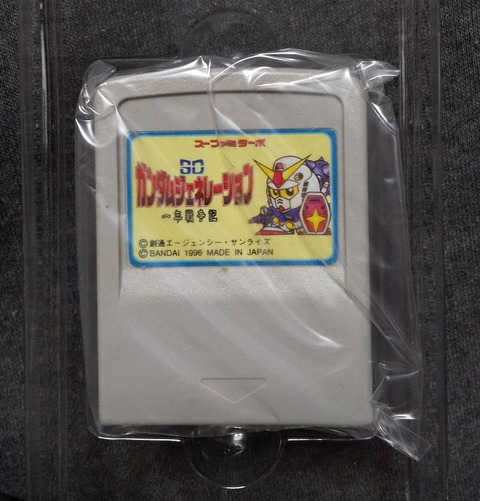 スーファミターボ
SD
ガンダムジェネレーション
一年戦争記
©創通エージェンシー・サンライズ
©BANDAI 1996 MADE IN JAPAN